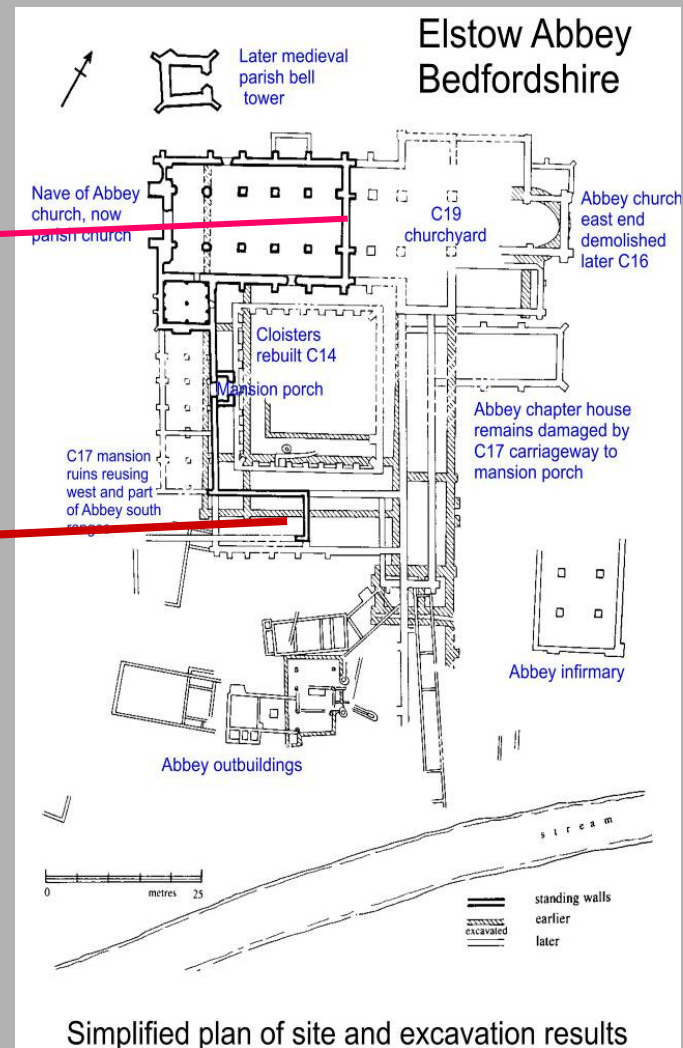 Elstow Abbey
Bedfordshire
Later medieval
parish bell
tower
Nave of Abbey
church, now
parish church
C19
churchyard
Abbey church
east end
demolished
later C16
Cloisters
rebuilt C14
Mansion porch
Abbey chapter house
remains damaged by
C17 carriageway to
mansion porch
C17 mansion
ruins reusing
west and part
of Abbey south
ranges
Abbey infirmary
Abbey outbuildings
stream
0 metres 25
standing walls
earlier
excavated
later
Simplified plan of site and excavation results